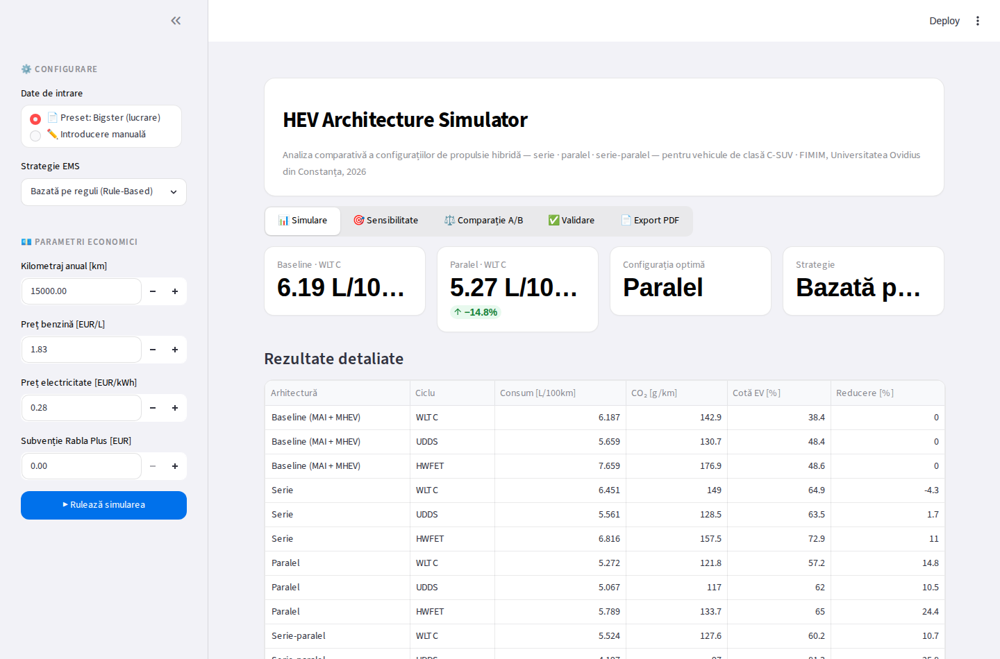 ⚙️ CONFIGURARE
Date de intrare
📄 Preset: Bigster (lucrare)
✏️ Introducere manuală
Strategie EMS
Bazată pe reguli (Rule-Based)
💶 PARAMETRI ECONOMICI
Kilometraj anual [km]
15000.00
Preț benzină [EUR/L]
1.83
Preț electricitate [EUR/kWh]
0.28
Subvenție Rabla Plus [EUR]
0.00
▶ Rulează simularea
Deploy
HEV Architecture Simulator
Analiza comparativă a configurațiilor de propulsie hibridă — serie · paralel · serie-paralel — pentru vehicule de clasă C-SUV · FIMIM, Universitatea Ovidius
din Constanța, 2026
📊 Simulare 🎯 Sensibilitate ⚖️ Comparație A/B ✅ Validare 📄 Export PDF
Baseline · WLTC
6.19 L/10…
Paralel · WLTC
5.27 L/10…
↑ −14.8%
Configurația optimă
Paralel
Strategie
Bazată p…
Rezultate detaliate
Arhitectură Ciclu Consum [L/100km] CO₂ [g/km] Cotă EV [%] Reducere [%]
Baseline (MAI + MHEV) WLTC 6.187 142.9 38.4 0
Baseline (MAI + MHEV) UDDS 5.659 130.7 48.4 0
Baseline (MAI + MHEV) HWFET 7.659 176.9 48.6 0
Serie WLTC 6.451 149 64.9 -4.3
Serie UDDS 5.561 128.5 63.5 1.7
Serie HWFET 6.816 157.5 72.9 11
Paralel WLTC 5.272 121.8 57.2 14.8
Paralel UDDS 5.067 117 62 10.5
Paralel HWFET 5.789 133.7 65 24.4
Serie-paralel WLTC 5.524 127.6 60.2 10.7